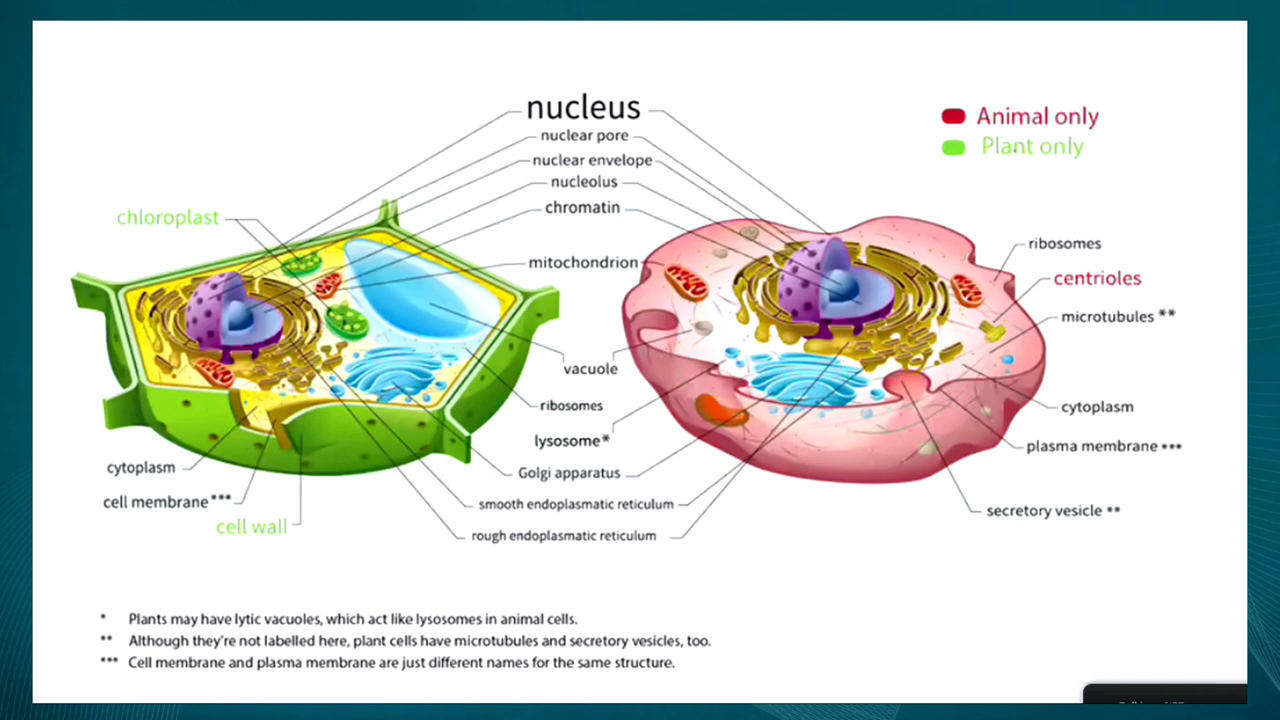 nucleus
nuclear pore
nuclear envelope
nucleolus
chromatin
mitochondrion
vacuole
ribosomes
lysosome*
Golgi apparatus
smooth endoplasmatic reticulum
rough endoplasmatic reticulum
chloroplast
cytoplasm
cell membrane***
cell wall
Animal only
Plant only
ribosomes
centrioles
microtubules **
cytoplasm
plasma membrane ***
secretory vesicle **
* Plants may have lytic vacuoles, which act like lysosomes in animal cells.
** Although they're not labelled here, plant cells have microtubules and secretory vesicles, too.
*** Cell membrane and plasma membrane are just different names for the same structure.